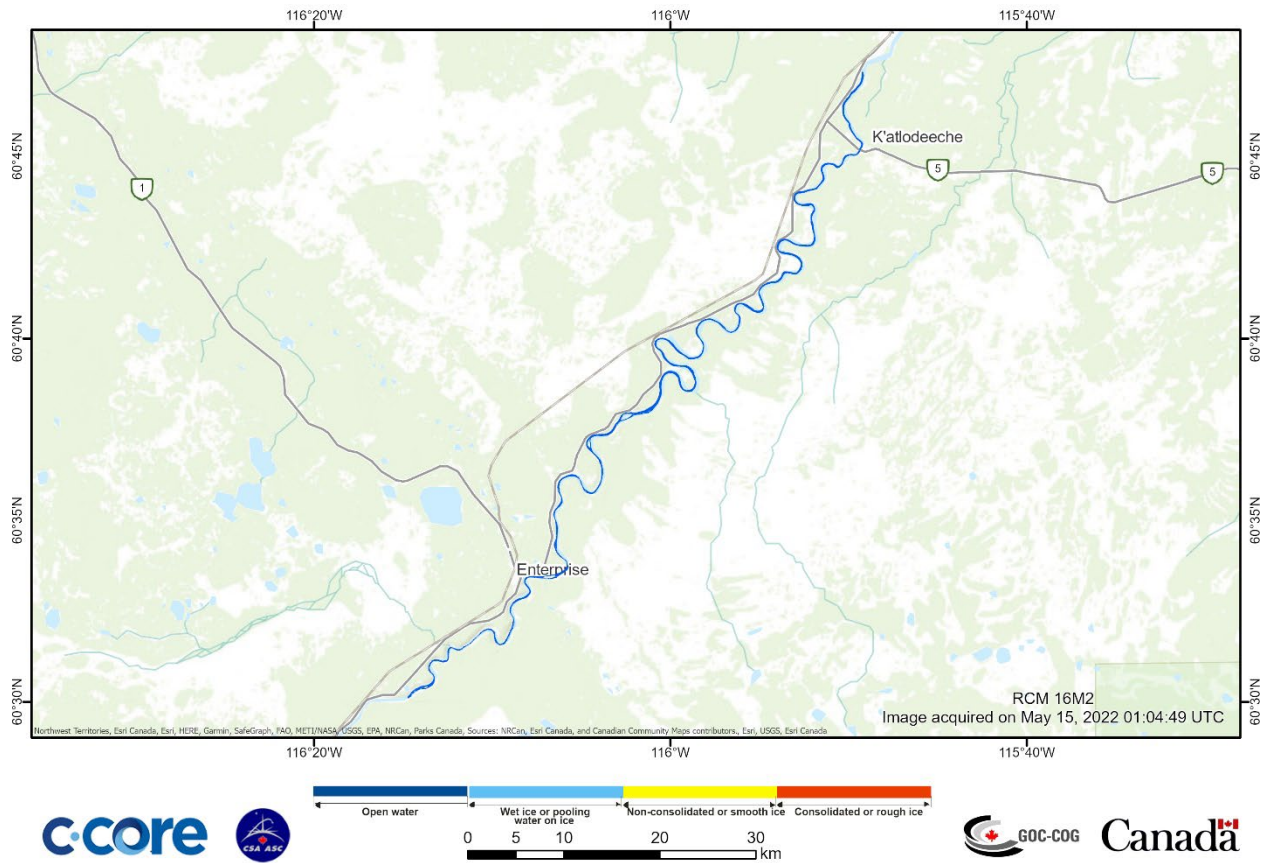 116°20'W 116°W 115°40'W
60°45'N
60°40'N
60°35'N
60°30'N
60°45'N
60°40'N
60°35'N
60°30'N
K'atlodeeche
1
5
5
Enterprise
RCM 16M2
Image acquired on May 15, 2022 01:04:49 UTC
Northwest Territories, Esri Canada, Esri, HERE, Garmin, SafeGraph, FAO, METI/NASA, USGS, EPA, NRCan, Parks Canada, Sources: NRCan, Esri Canada, and Canadian Community Maps contributors., Esri, USGS, Esri Canada
116°20'W 116°W 115°40'W
Open water
Wet ice or pooling
water on ice
Non-consolidated or smooth ice
Consolidated or rough ice
0 5 10 20 30
km
c·core
CSA ASC
GOC-COG
Canada